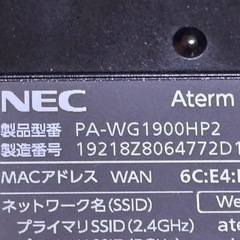 NEC Aterm
製品型番 PA-WG1900HP2
製造番号 19218Z8064772D1
MACアドレス WAN 6C:E4:
ネットワーク名(SSID) We
プライマリSSID(2.4GHz) ate